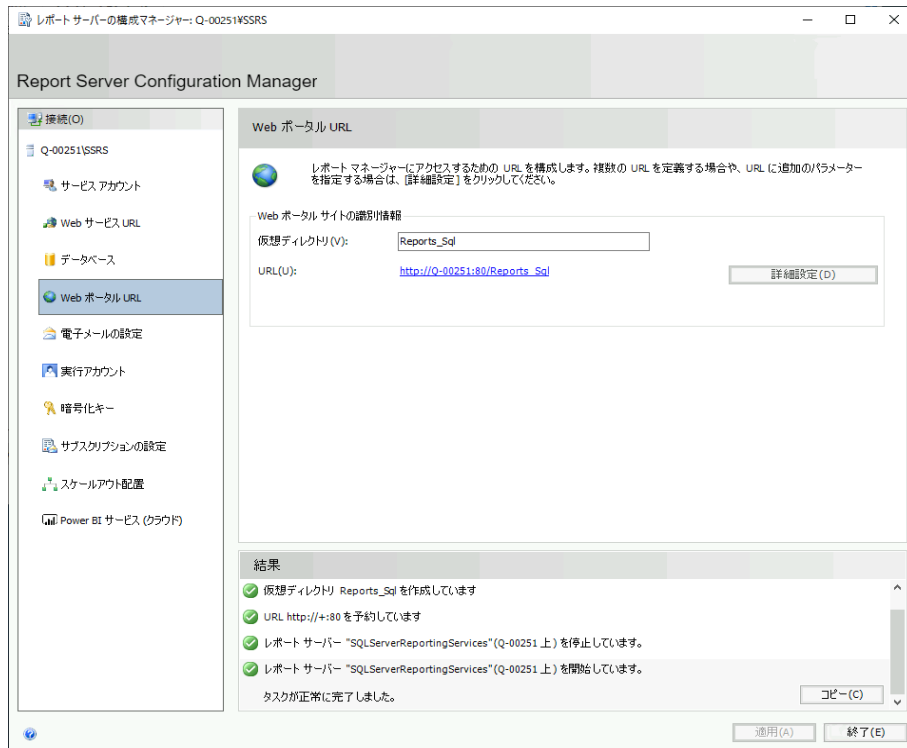 レポート サーバーの構成マネージャー: Q-00251¥SSRS
Report Server Configuration Manager
接続(O)
Q-00251\SSRS
サービス アカウント
Web サービス URL
データベース
Web ポータル URL
電子メールの設定
実行アカウント
暗号化キー
サブスクリプションの設定
スケールアウト配置
Power BI サービス (クラウド)
Web ポータル URL
レポート マネージャーにアクセスするための URL を構成します。複数の URL を定義する場合や、URL に追加のパラメーター
を指定する場合は、[詳細設定] をクリックしてください。
Web ポータル サイトの識別情報
仮想ディレクトリ(V):
Reports_Sql
URL(U):
http://Q-00251:80/Reports_Sql
詳細設定(D)
結果
仮想ディレクトリ Reports_Sql を作成しています
URL http://+:80 を予約しています
レポート サーバー "SQLServerReportingServices"(Q-00251 上) を停止しています。
レポート サーバー "SQLServerReportingServices"(Q-00251 上) を開始しています。
タスクが正常に完了しました。
コピー(C)
適用(A)
終了(E)